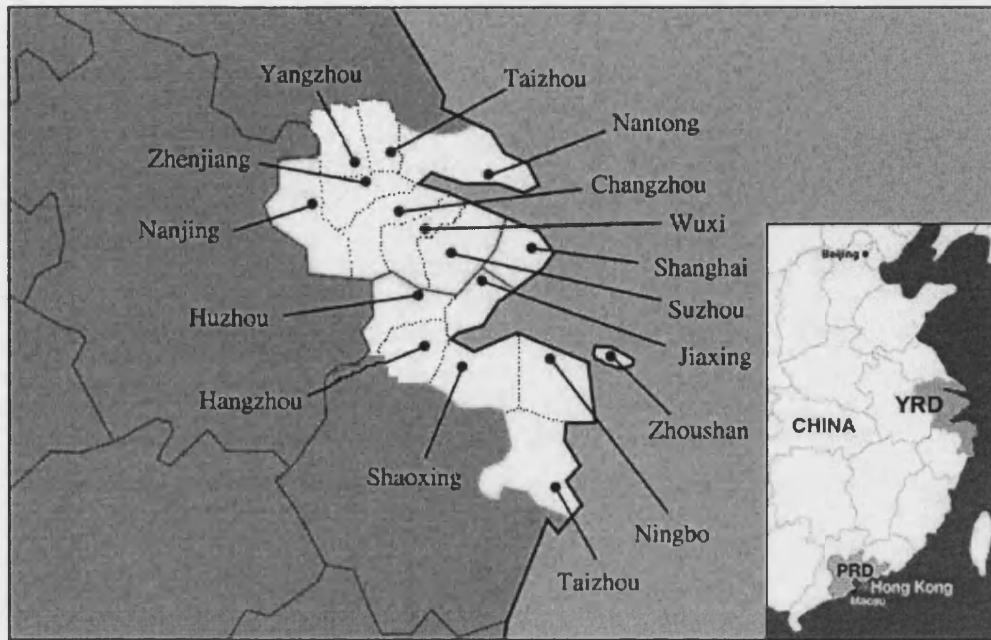 Yangzhou
Taizhou
Nantong
Zhenjiang
Changzhou
Nanjing
Wuxi
Shanghai
Suzhou
Huzhou
Jiaxing
Hangzhou
Zhoushan
Shaoxing
Ningbo
Taizhou
Beijing
YRD
CHINA
PRD
Hong Kong
Macau